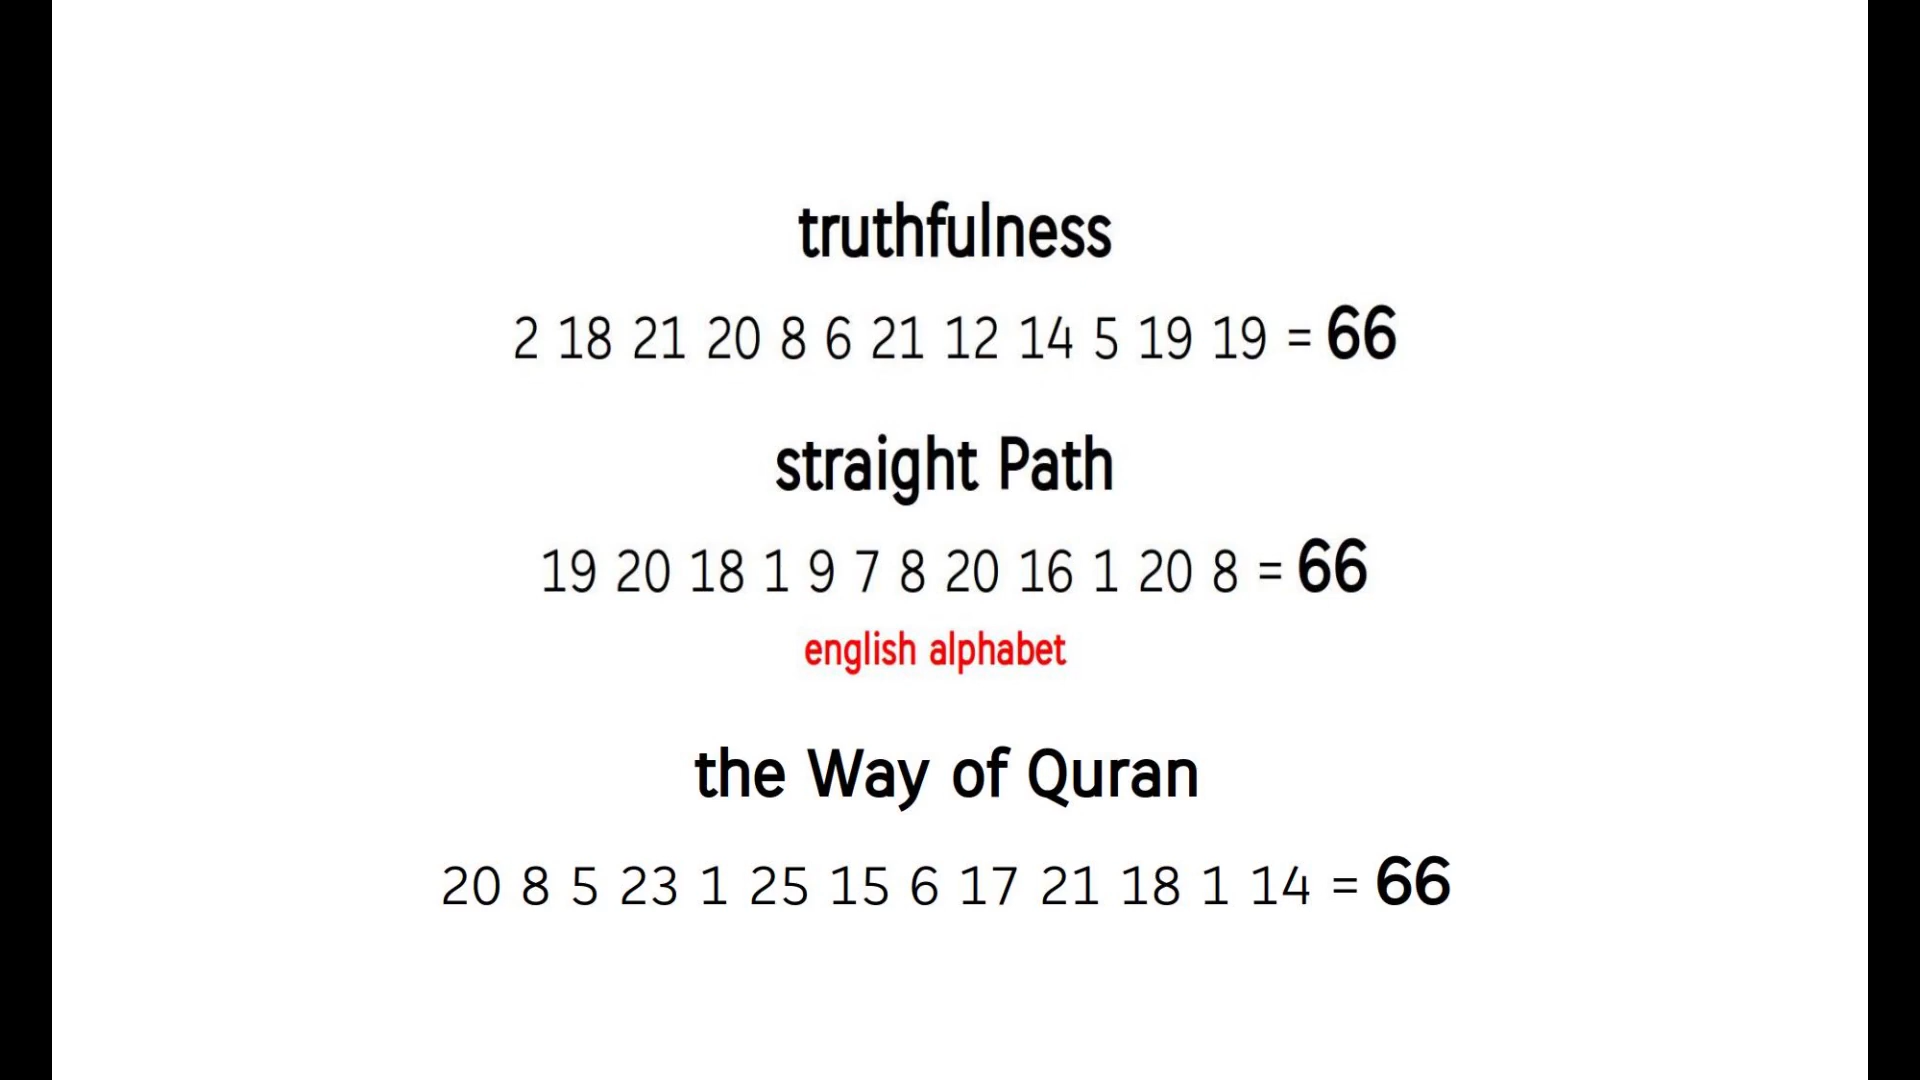 truthfulness
2 18 21 20 8 6 21 12 14 5 19 19 = 66
straight Path
19 20 18 1 9 7 8 20 16 1 20 8 = 66
english alphabet
the Way of Quran
20 8 5 23 1 25 15 6 17 21 18 1 14 = 66